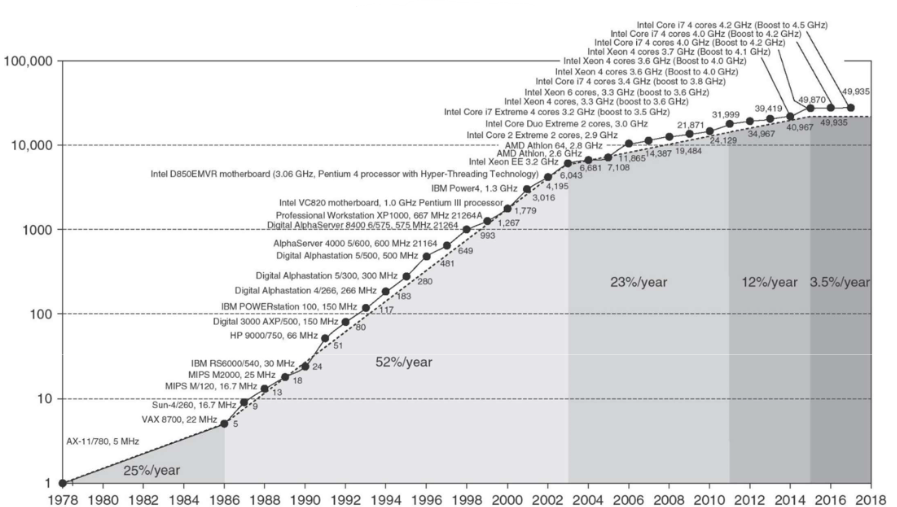 Intel Core i7 4 cores 4.2 GHz (Boost to 4.5 GHz)
Intel Core i7 4 cores 4.0 GHz (Boost to 4.2 GHz)
Intel Core i7 4 cores 4.0 GHz (Boost to 4.2 GHz)
Intel Xeon 4 cores 3.7 GHz (Boost to 4.1 GHz)
Intel Xeon 4 cores 3.6 GHz (Boost to 4.0 GHz)
Intel Xeon 4 cores 3.6 GHz (Boost to 4.0 GHz)
Intel Core i7 4 cores 3.4 GHz (boost to 3.8 GHz)
Intel Xeon 6 cores, 3.3 GHz (boost to 3.6 GHz)
Intel Xeon 4 cores, 3.3 GHz (boost to 3.6 GHz)
Intel Core i7 Extreme 4 cores 3.2 GHz (boost to 3.5 GHz)
Intel Core Duo Extreme 2 cores, 3.0 GHz
Intel Core 2 Extreme 2 cores, 2.9 GHz
AMD Athlon 64, 2.8 GHz
AMD Athlon, 2.6 GHz
Intel Xeon EE 3.2 GHz
Intel D850EMVR motherboard (3.06 GHz, Pentium 4 processor with Hyper-Threading Technology)
IBM Power4, 1.3 GHz
Intel VC820 motherboard, 1.0 GHz Pentium III processor
Professional Workstation XP1000, 667 MHz 21264A
Digital AlphaServer 8400 6/575, 575 MHz 21264
AlphaServer 4000 5/600, 600 MHz 21164
Digital Alphastation 5/500, 500 MHz
Digital Alphastation 5/300, 300 MHz
Digital Alphastation 4/266, 266 MHz
IBM POWERstation 100, 150 MHz
Digital 3000 AXP/500, 150 MHz
HP 9000/750, 66 MHz
IBM RS6000/540, 30 MHz
MIPS M2000, 25 MHz
MIPS M/120, 16.7 MHz
Sun-4/260, 16.7 MHz
VAX 8700, 22 MHz
AX-11/780, 5 MHz
100,000
10,000
1000
100
10
1
5
9
13
18
24
51
80
117
183
280
481
649
993
1,267
1,779
3,016
4,195
6,043
6,681
7,108
11,865
14,387
19,484
21,871
24,129
31,999
34,967
39,419
40,967
49,870
49,935
49,935
25%/year
52%/year
23%/year
12%/year
3.5%/year
1978 1980 1982 1984 1986 1988 1990 1992 1994 1996 1998 2000 2002 2004 2006 2008 2010 2012 2014 2016 2018